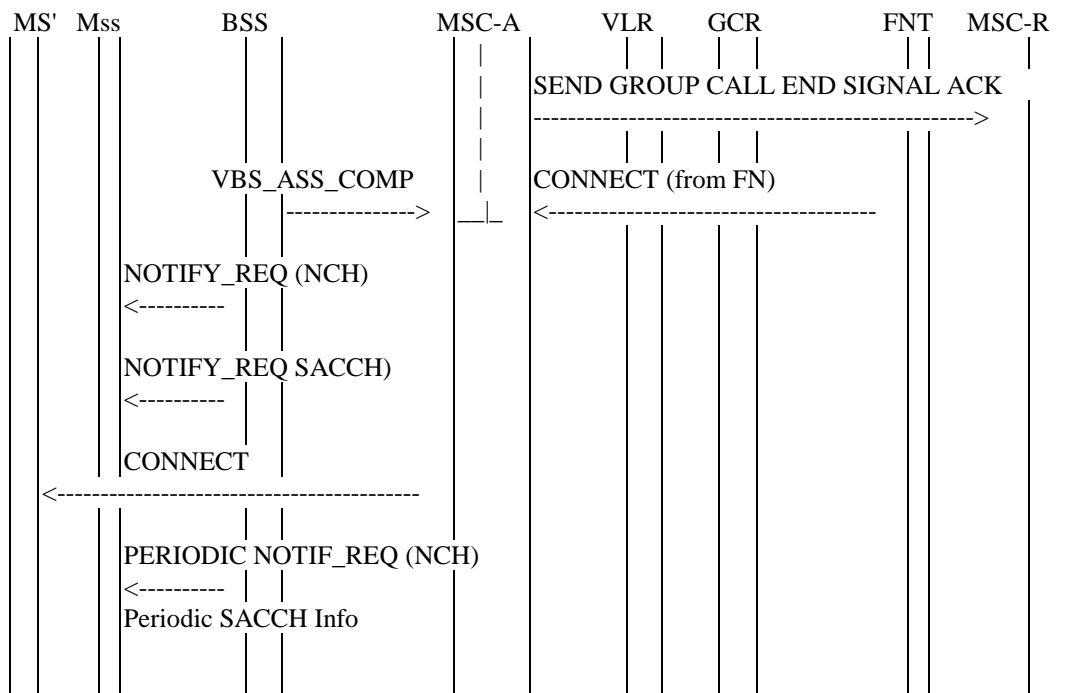 MS' Mss BSS MSC-A VLR GCR FNT MSC-R
SEND GROUP CALL END SIGNAL ACK
VBS_ASS_COMP CONNECT (from FN)
NOTIFY_REQ (NCH)
NOTIFY_REQ SACCH)
CONNECT
PERIODIC NOTIF_REQ (NCH)
Periodic SACCH Info